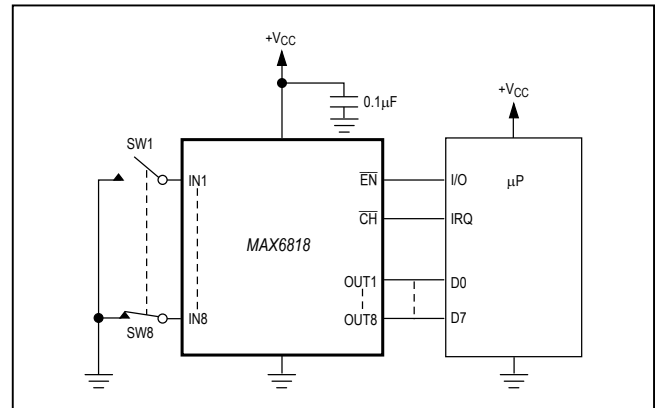 +VCC
0.1μF
+VCC
SW1
IN1
EN
I/O
μP
CH
IRQ
MAX6818
OUT1
D0
IN8
OUT8
D7
SW8